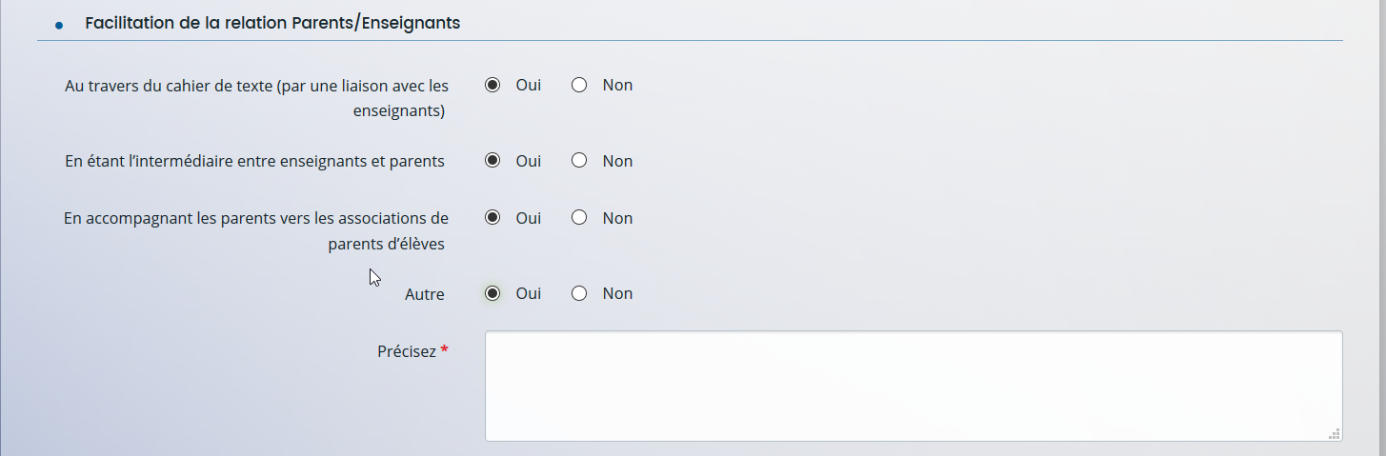 Facilitation de la relation Parents/Enseignants
Au travers du cahier de texte (par une liaison avec les
enseignants)
Oui Non
En étant l'intermédiaire entre enseignants et parents
Oui Non
En accompagnant les parents vers les associations de
parents d'élèves
Oui Non
Autre
Oui Non
Précisez *